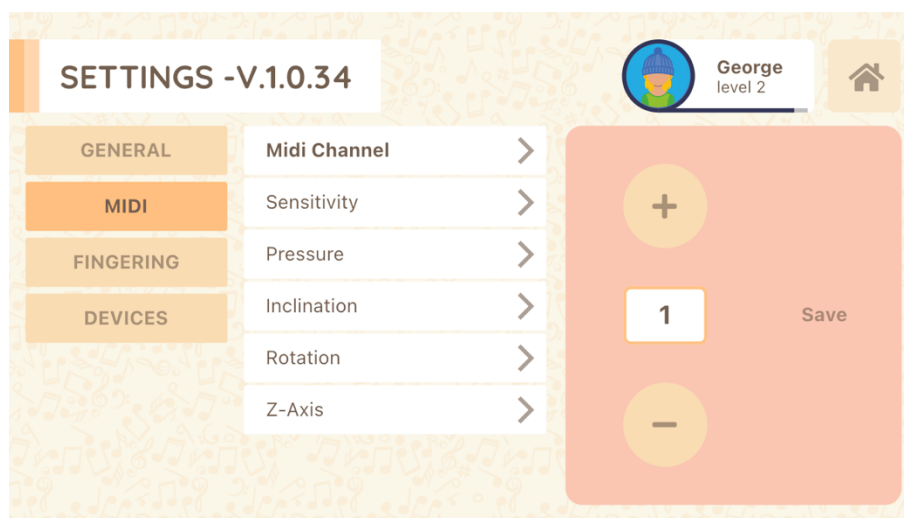 SETTINGS -V.1.0.34
George
level 2
GENERAL
MIDI
FINGERING
DEVICES
Midi Channel
Sensitivity
Pressure
Inclination
Rotation
Z-Axis
+
1
Save
−